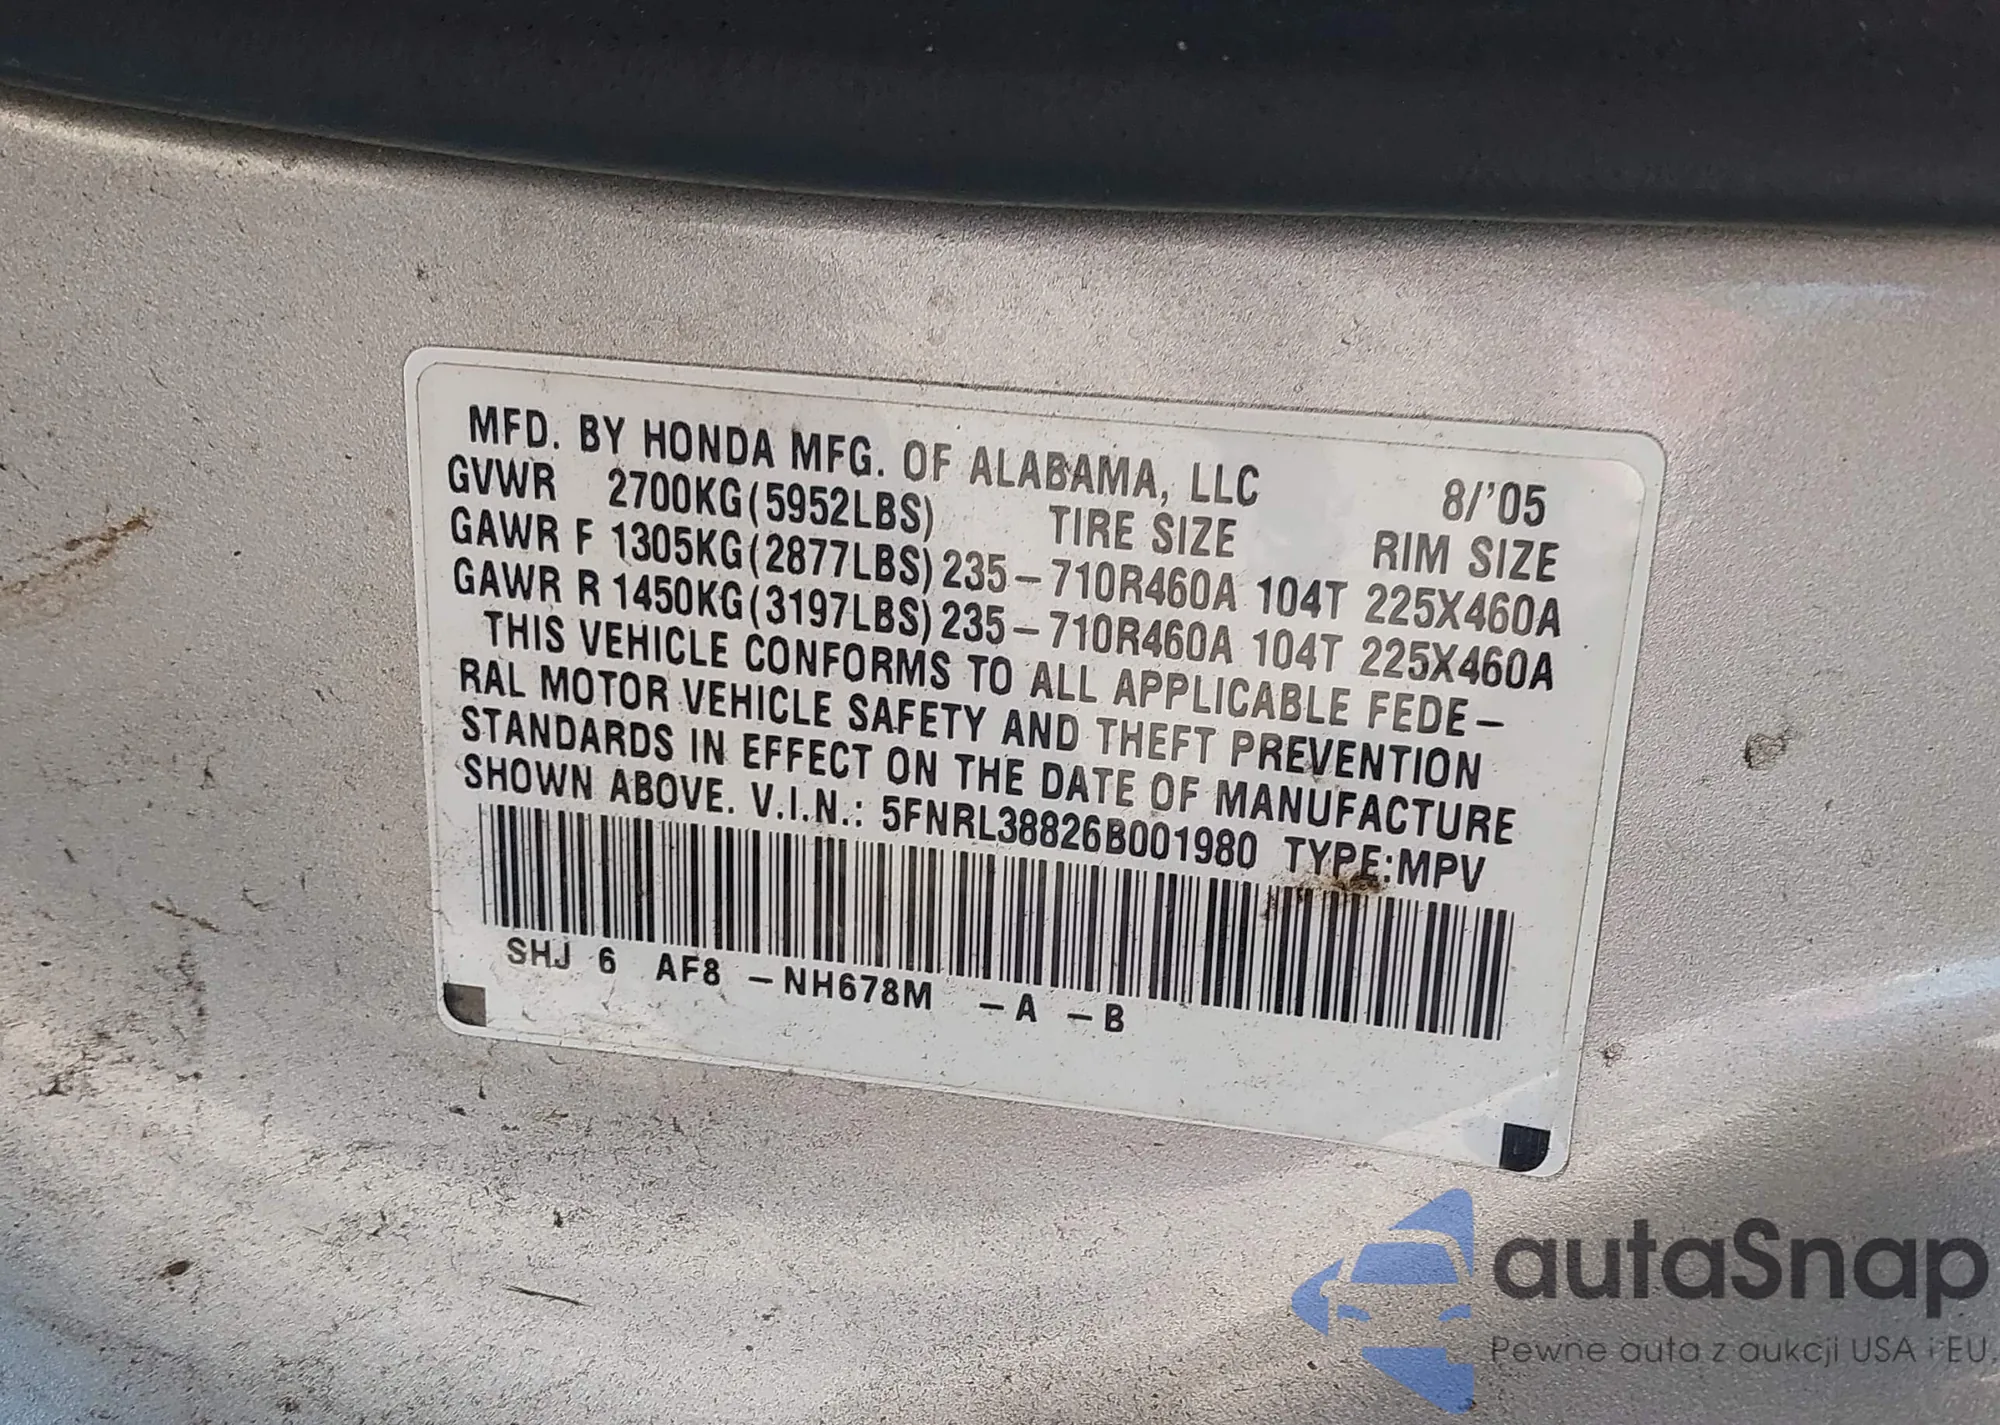 MFD. BY HONDA MFG. OF ALABAMA, LLC 8/'05
GVWR 2700KG(5952LBS) TIRE SIZE RIM SIZE
GAWR F 1305KG(2877LBS) 235-710R460A 104T 225X460A
GAWR R 1450KG(3197LBS) 235-710R460A 104T 225X460A
THIS VEHICLE CONFORMS TO ALL APPLICABLE FEDE-
RAL MOTOR VEHICLE SAFETY AND THEFT PREVENTION
STANDARDS IN EFFECT ON THE DATE OF MANUFACTURE
SHOWN ABOVE. V.I.N.: 5FNRL38826B001980 TYPE:MPV
SHJ 6 AF8 -NH678M -A -B
autaSnap
Pewne auta z aukcji USA i EU.